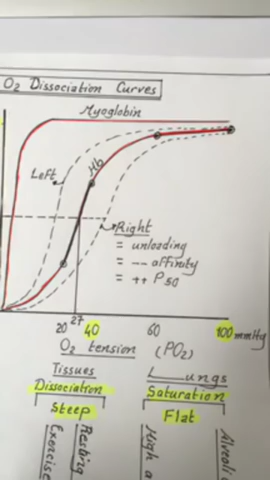 O2 Dissociation Curves
Myoglobin
Left
Hb
Right
= unloading
= -- affinity
= ++ P50
20 27 40 60 100 mmHg
O2 tension (PO2)
Tissues Lungs
Dissociation Saturation
Steep Flat
Exercise
Resting
High a
Alveoli